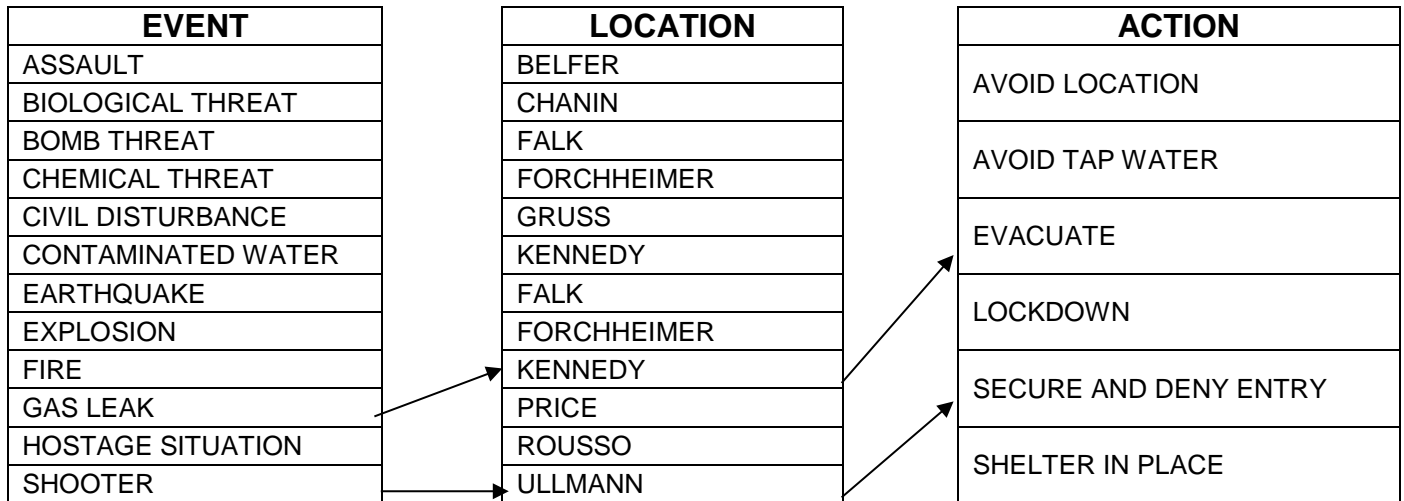 EVENT
ASSAULT
BIOLOGICAL THREAT
BOMB THREAT
CHEMICAL THREAT
CIVIL DISTURBANCE
CONTAMINATED WATER
EARTHQUAKE
EXPLOSION
FIRE
GAS LEAK
HOSTAGE SITUATION
SHOOTER
LOCATION
BELFER
CHANIN
FALK
FORCHHEIMER
GRUSS
KENNEDY
FALK
FORCHHEIMER
KENNEDY
PRICE
ROUSSO
ULLMANN
ACTION
AVOID LOCATION
AVOID TAP WATER
EVACUATE
LOCKDOWN
SECURE AND DENY ENTRY
SHELTER IN PLACE